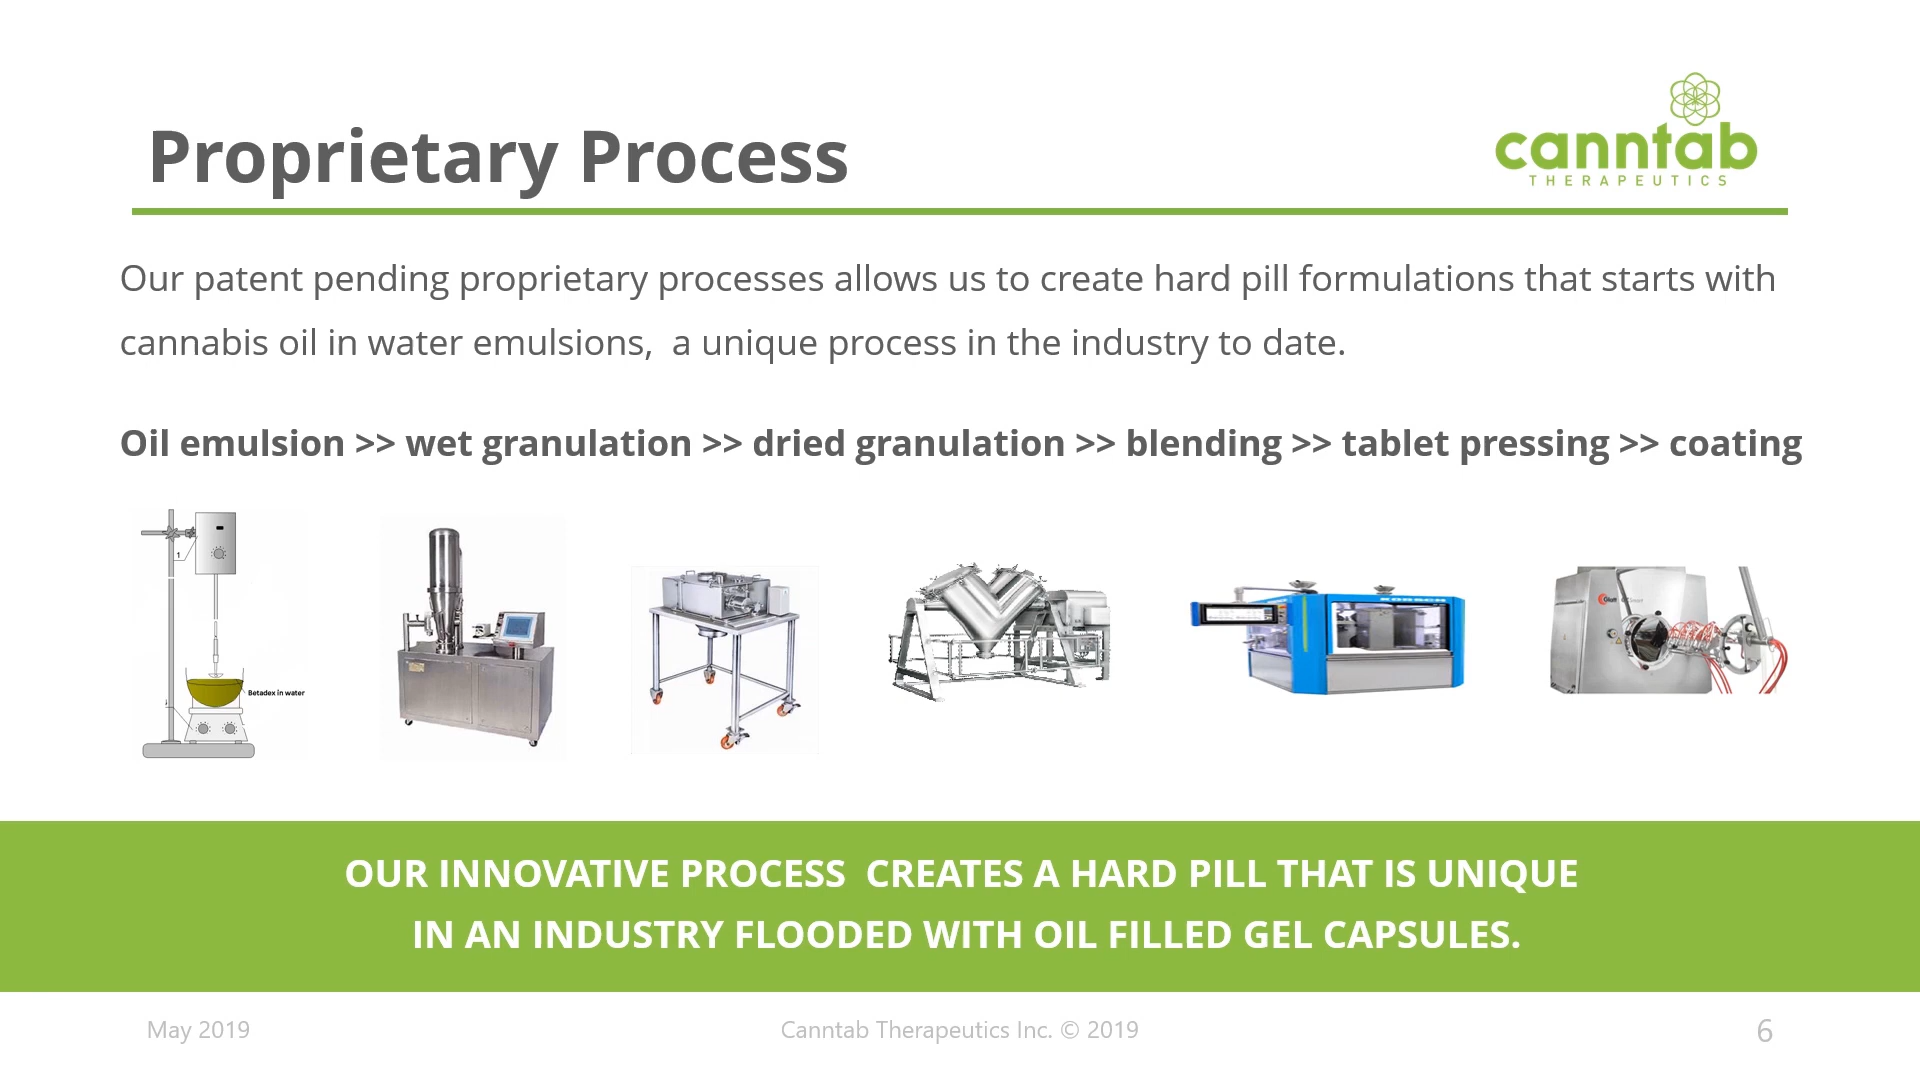 Proprietary Process
canntab
THERAPEUTICS
Our patent pending proprietary processes allows us to create hard pill formulations that starts with
cannabis oil in water emulsions,  a unique process in the industry to date.
Oil emulsion >> wet granulation >> dried granulation >> blending >> tablet pressing >> coating
1
Betadex in water
KORSCH
Glatt
OUR INNOVATIVE PROCESS  CREATES A HARD PILL THAT IS UNIQUE
IN AN INDUSTRY FLOODED WITH OIL FILLED GEL CAPSULES.
May 2019
Canntab Therapeutics Inc. © 2019
6